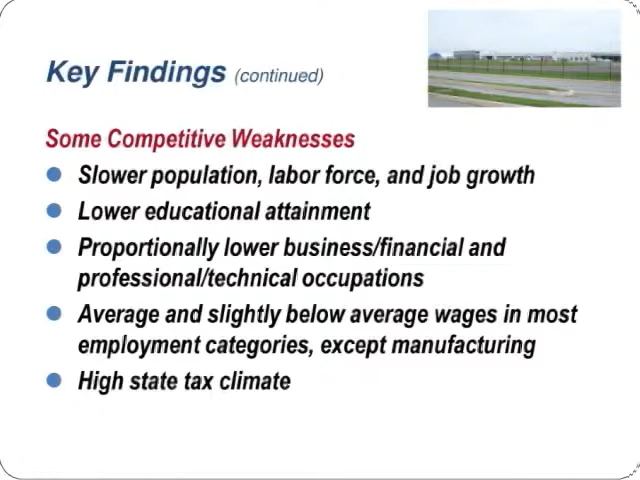 Key Findings (continued)
Some Competitive Weaknesses
Slower population, labor force, and job growth
Lower educational attainment
Proportionally lower business/financial and
professional/technical occupations
Average and slightly below average wages in most
employment categories, except manufacturing
High state tax climate